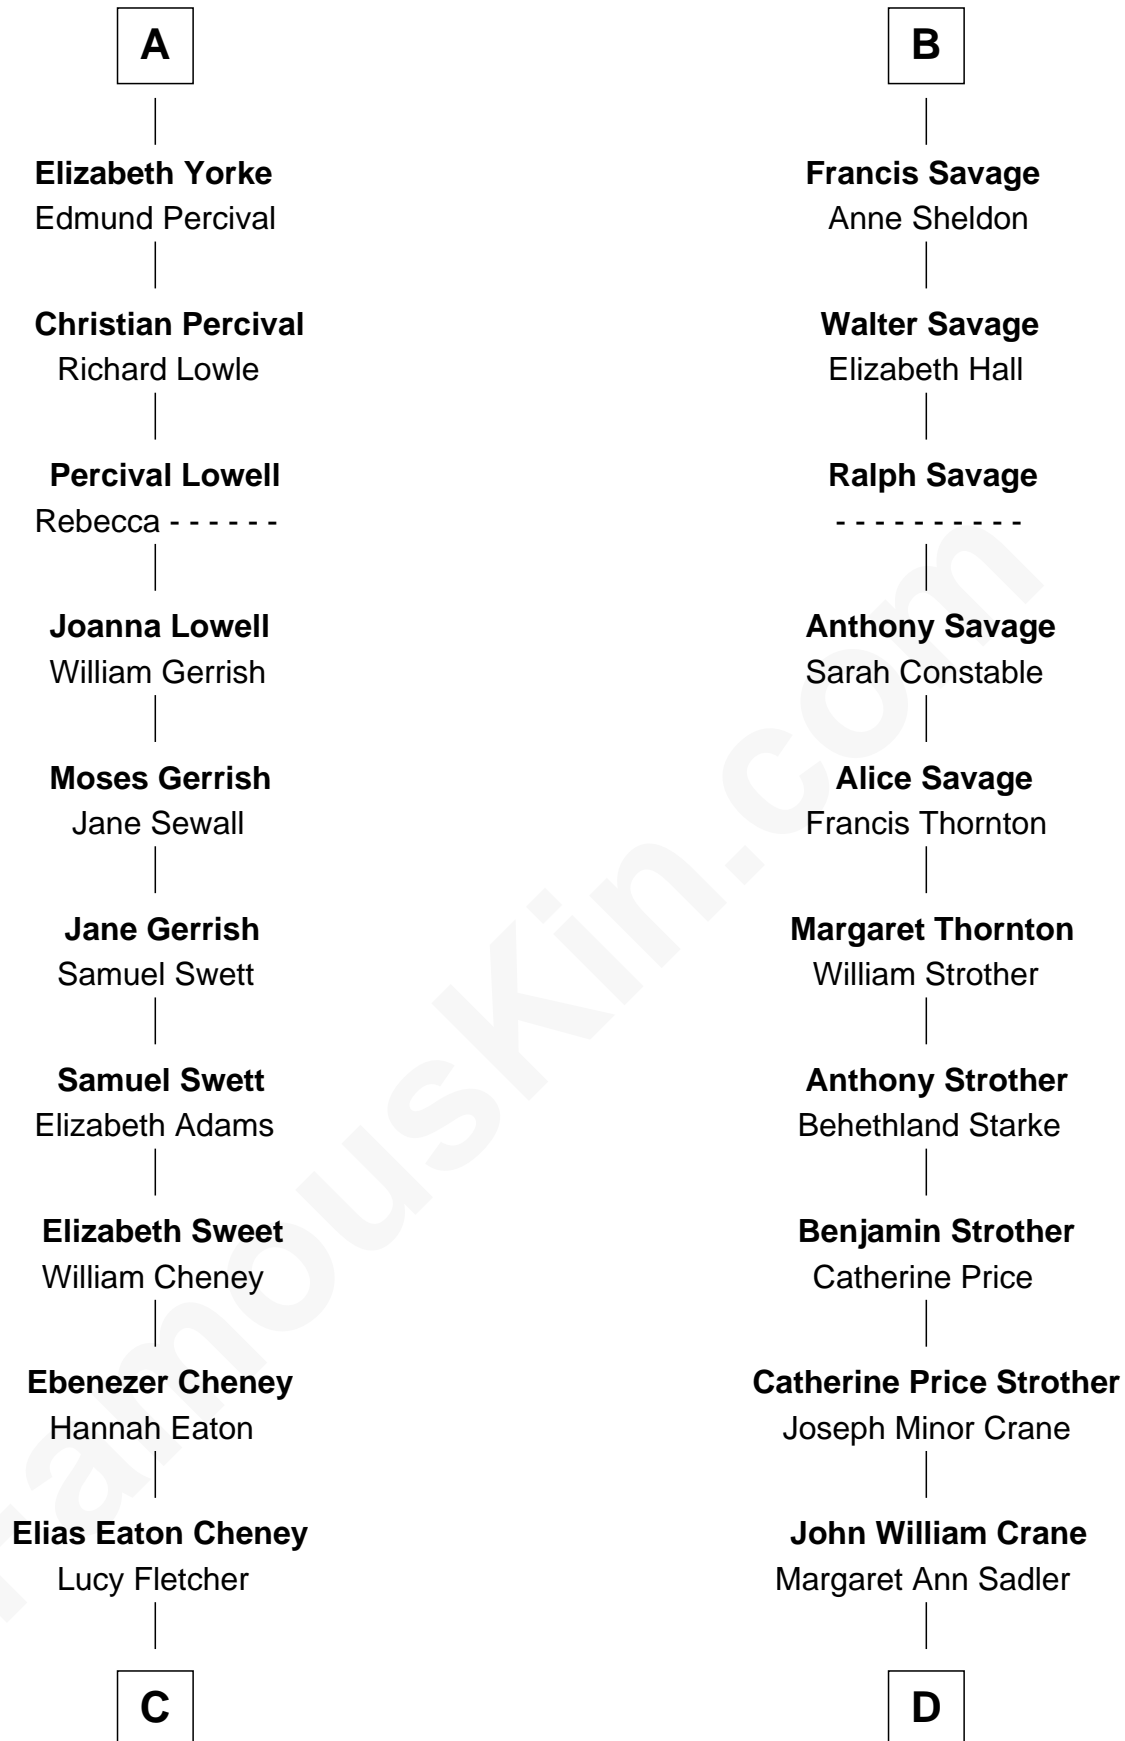 A
Elizabeth Yorke
Edmund Percival
Christian Percival
Richard Lowle
Percival Lowell
Rebecca - - - - - -
Joanna Lowell
William Gerrish
Moses Gerrish
Jane Sewall
Jane Gerrish
Samuel Swett
Samuel Swett
Elizabeth Adams
Elizabeth Sweet
William Cheney
Ebenezer Cheney
Hannah Eaton
Elias Eaton Cheney
Lucy Fletcher
C
B
Francis Savage
Anne Sheldon
Walter Savage
Elizabeth Hall
Ralph Savage
- - - - - - - - - -
Anthony Savage
Sarah Constable
Alice Savage
Francis Thornton
Margaret Thornton
William Strother
Anthony Strother
Behethland Starke
Benjamin Strother
Catherine Price
Catherine Price Strother
Joseph Minor Crane
John William Crane
Margaret Ann Sadler
D
FamousKin.com